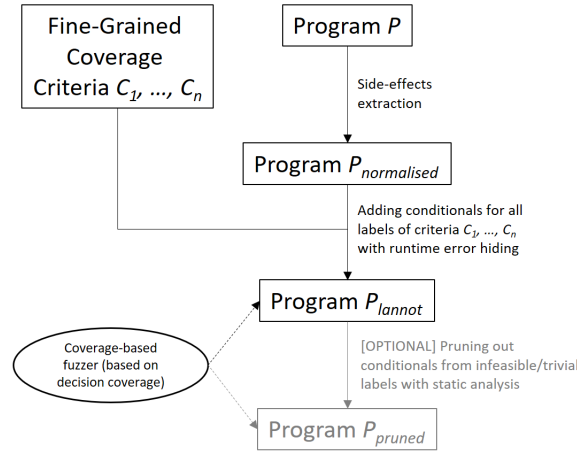 Fine-Grained
Coverage
Criteria C1, ..., Cn
Program P
Side-effects
extraction
Program Pnormalised
Adding conditionals for all
labels of criteria C1, ..., Cn
with runtime error hiding
Program Plannot
Coverage-based
fuzzer (based on
decision coverage)
[OPTIONAL] Pruning out
conditionals from infeasible/trivial
labels with static analysis
Program Ppruned